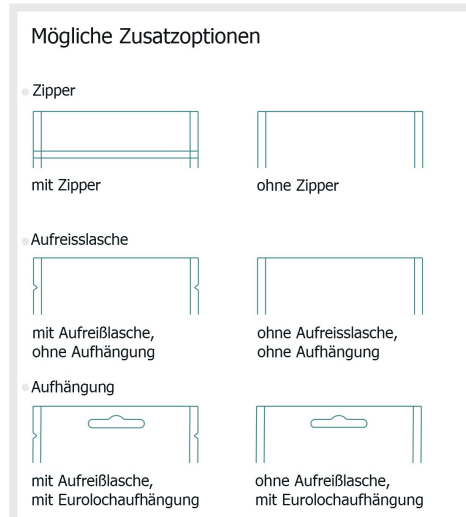 Mögliche Zusatzoptionen
Zipper
mit Zipper
ohne Zipper
Aufreisslasche
mit Aufreißlasche,
ohne Aufhängung
ohne Aufreisslasche,
ohne Aufhängung
Aufhängung
mit Aufreißlasche,
mit Eurolochaufhängung
ohne Aufreißlasche,
mit Eurolochaufhängung